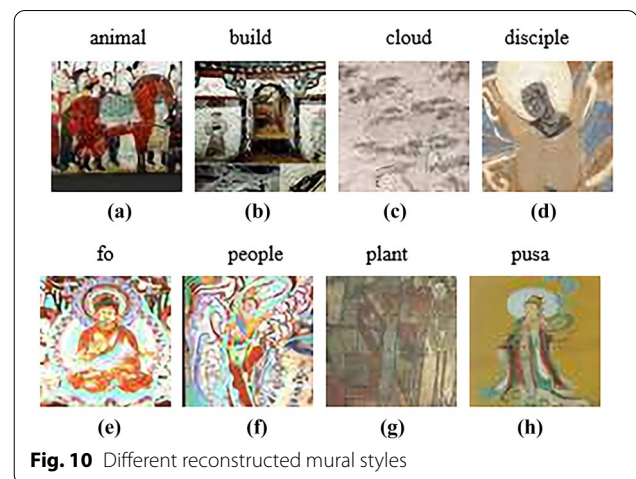 animal build cloud disciple
(a) (b) (c) (d)
fo people plant pusa
(e) (f) (g) (h)
Fig. 10 Different reconstructed mural styles